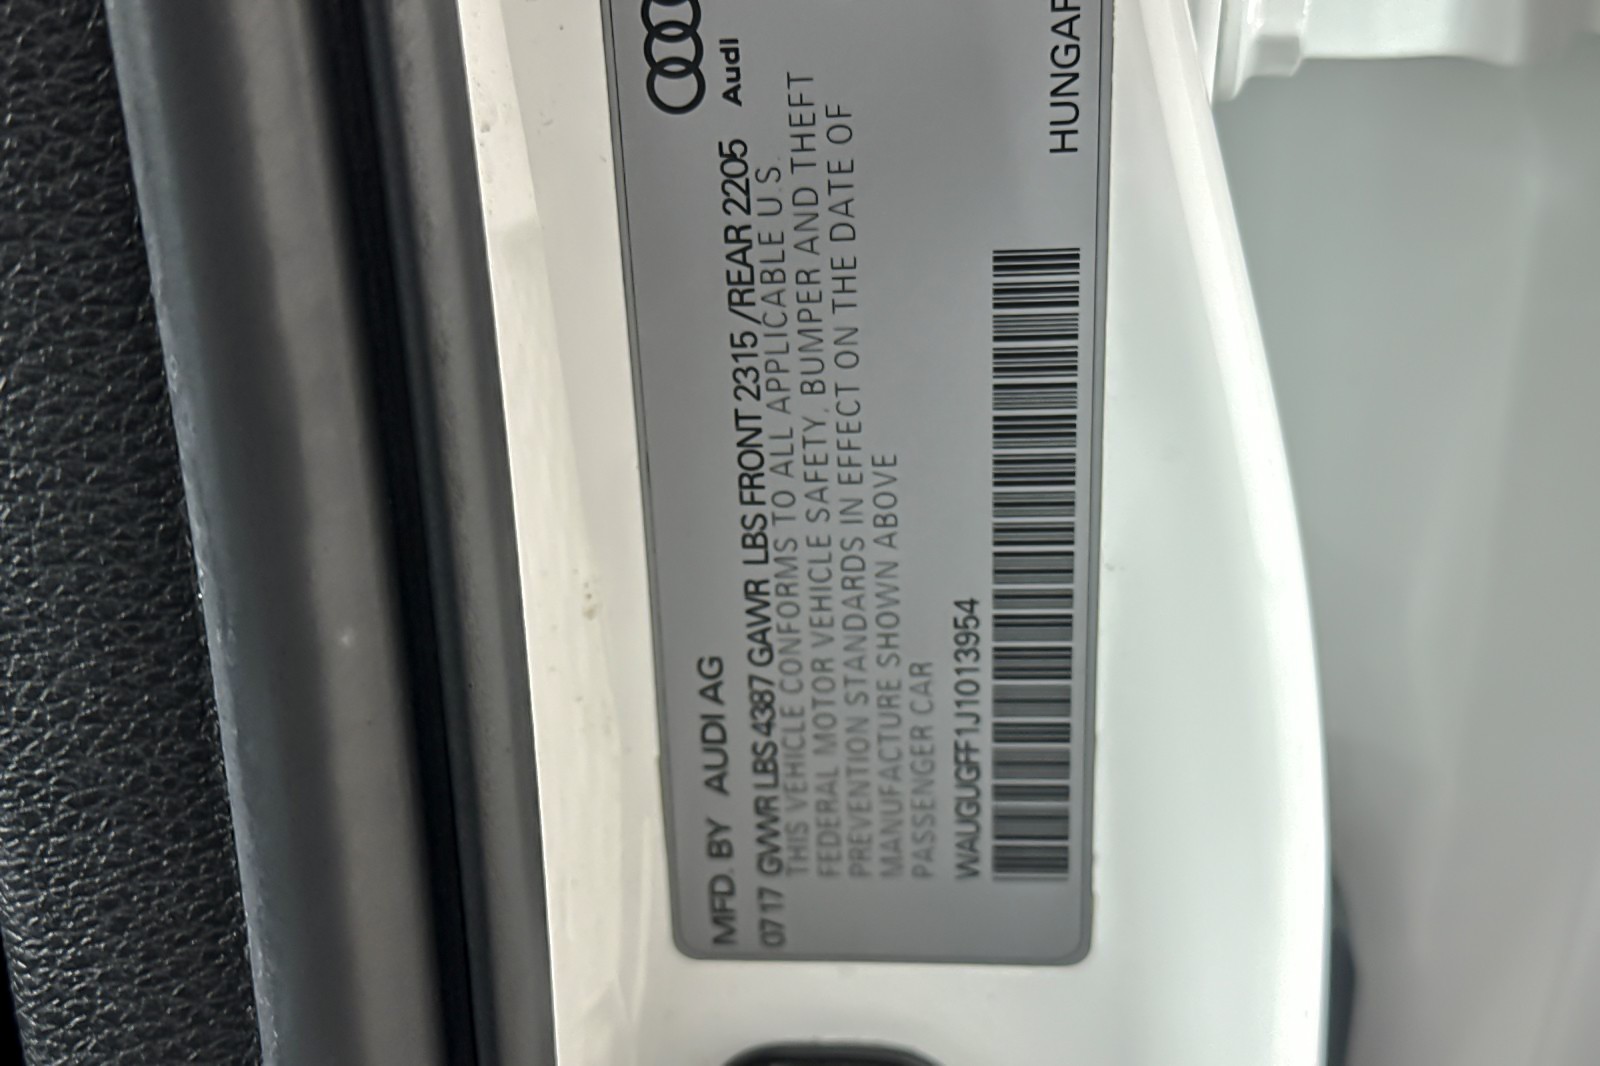 Audi
MFD. BY AUDI AG
0717 GVWR LBS 4387 GAWR LBS FRONT 2315/REAR 2205
THIS VEHICLE CONFORMS TO ALL APPLICABLE U.S.
FEDERAL MOTOR VEHICLE SAFETY, BUMPER AND THEFT
PREVENTION STANDARDS IN EFFECT ON THE DATE OF
MANUFACTURE SHOWN ABOVE
PASSENGER CAR
HUNGAR
WAUGUGFF1J1013954